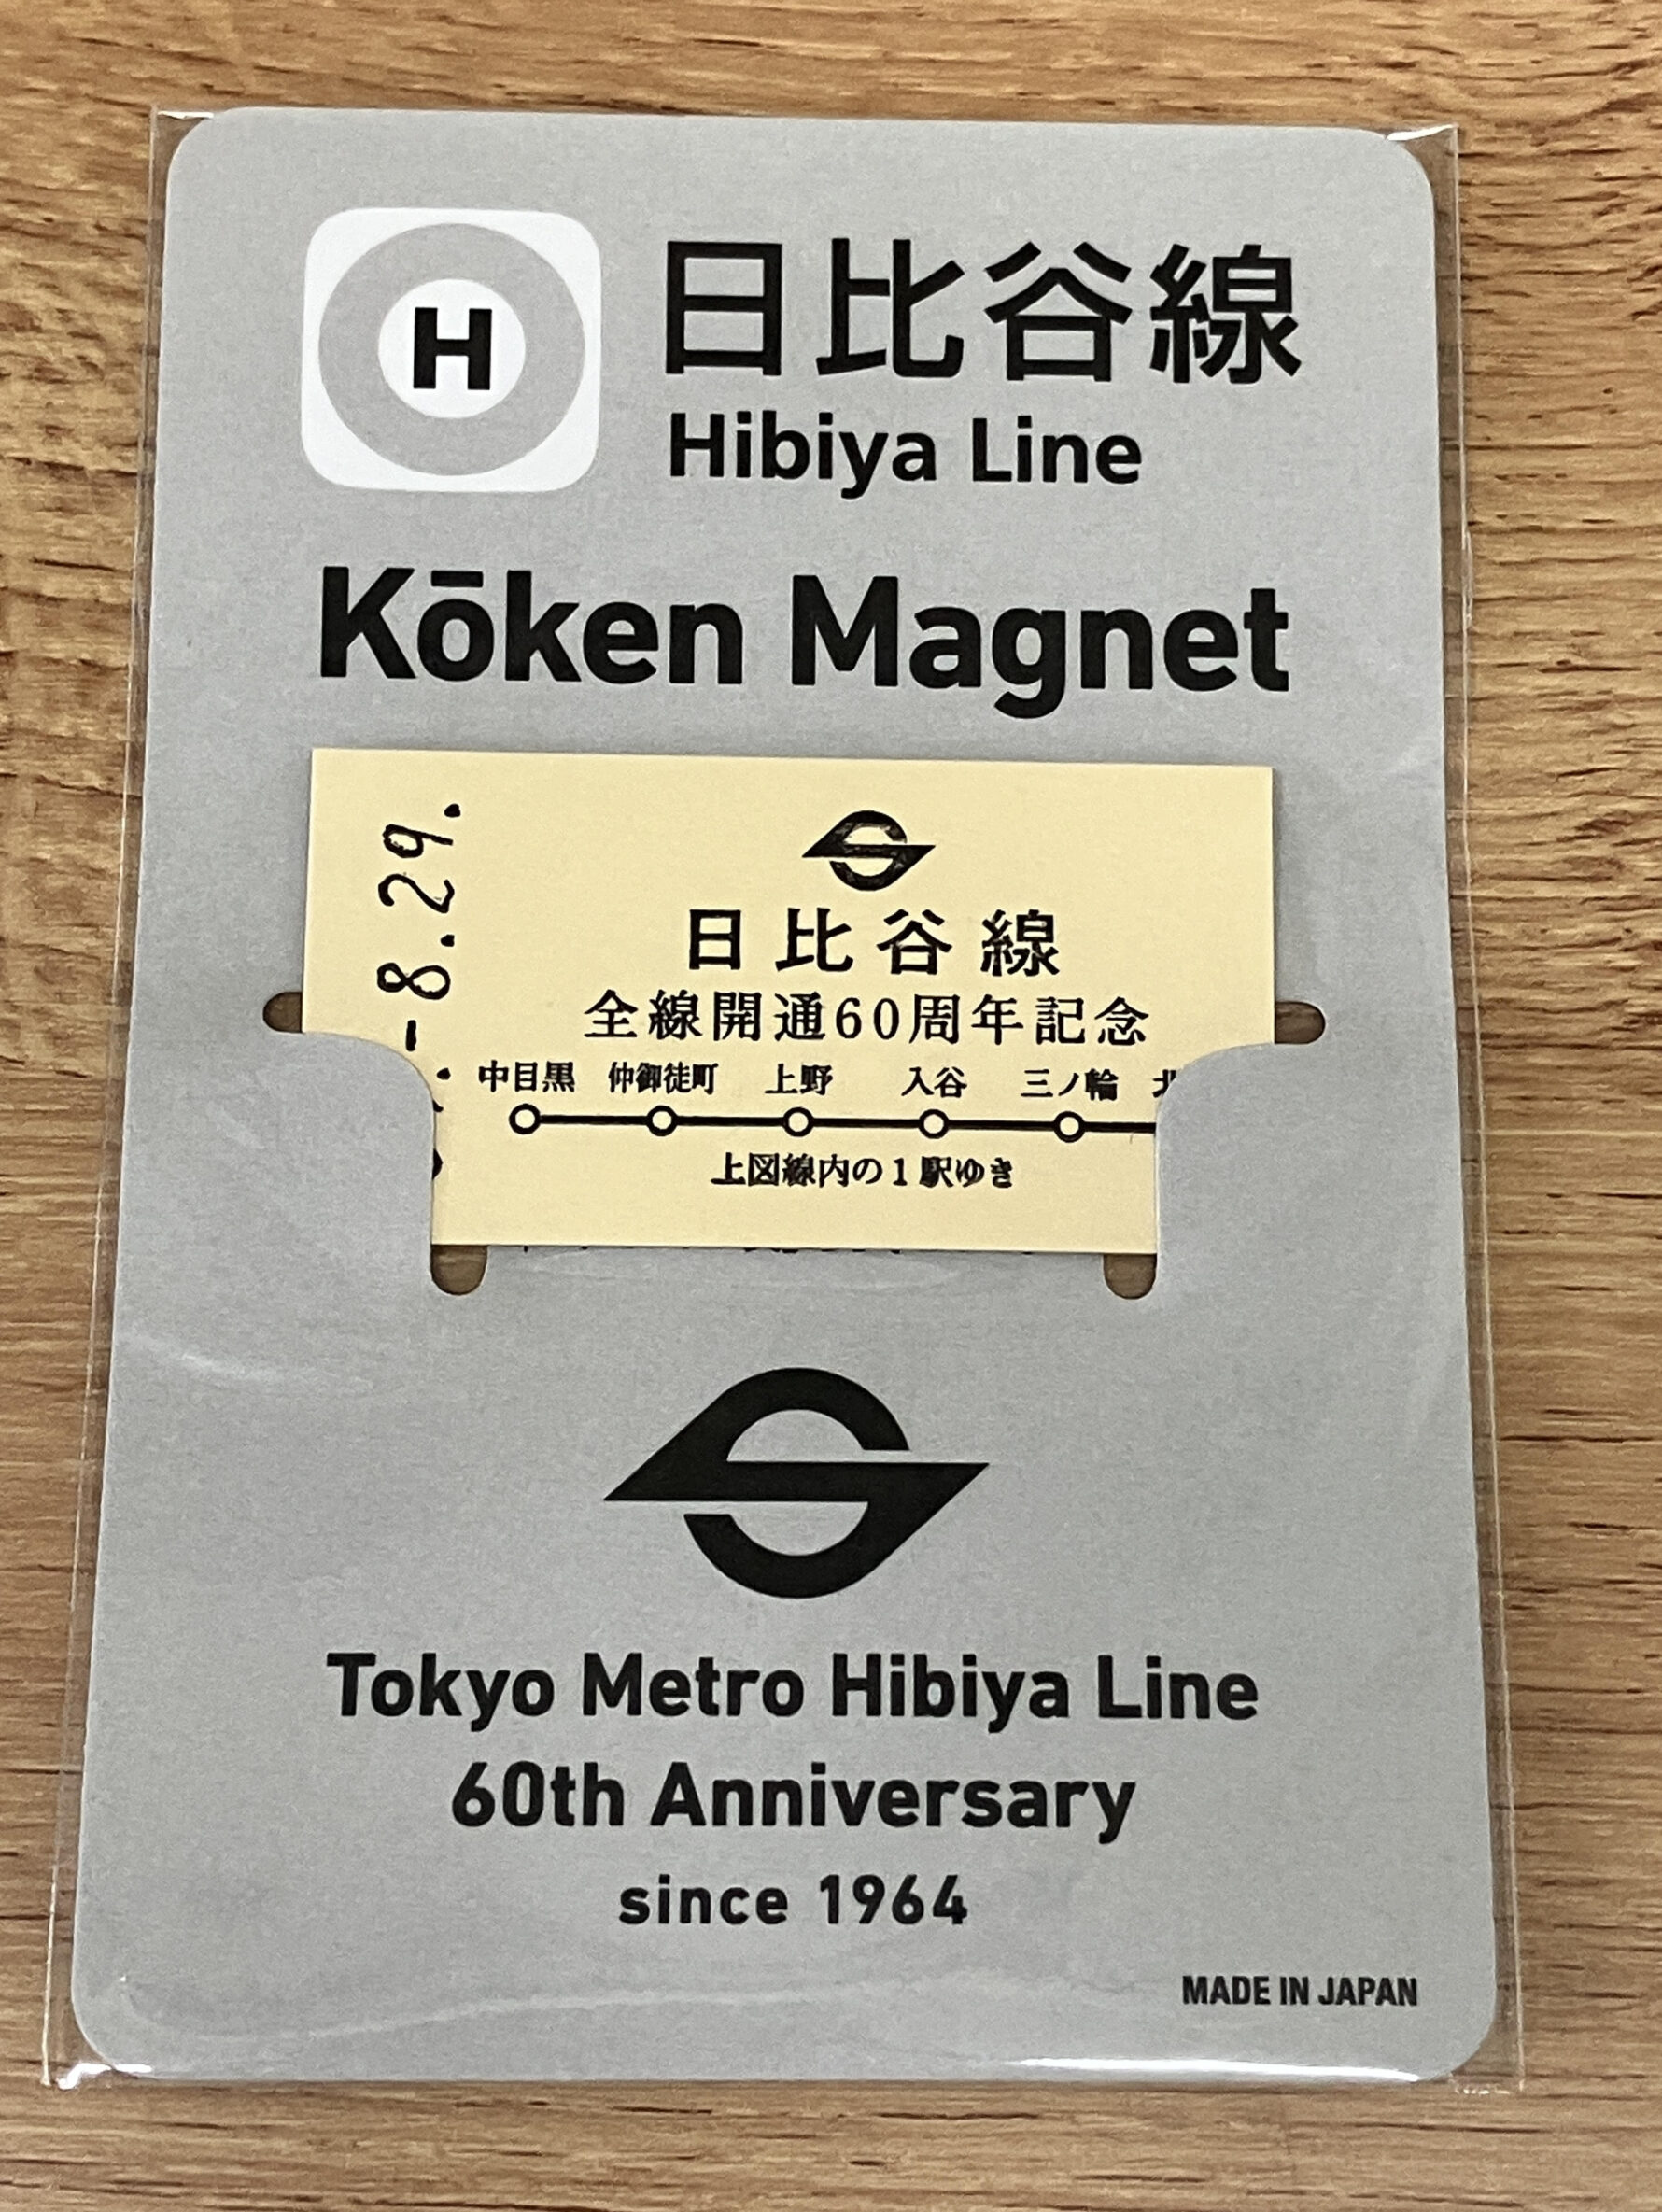 H
日比谷線
Hibiya Line
Kōken Magnet
-8.29.
日比谷線
全線開通60周年記念
中目黒 仲御徒町 上野 入谷 三ノ輪
上図線内の1駅ゆき
Tokyo Metro Hibiya Line
60th Anniversary
since 1964
MADE IN JAPAN